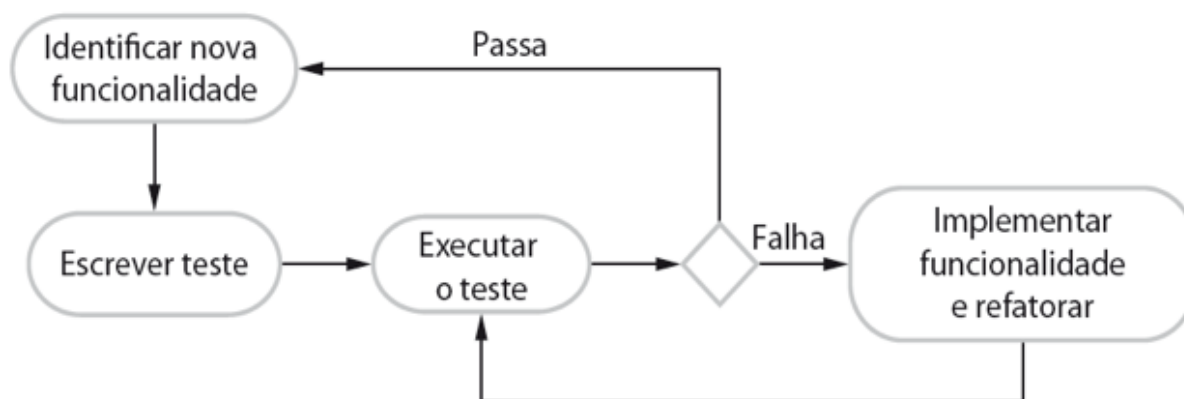 Identificar nova
funcionalidade
Passa
Escrever teste
Executar
o teste
Falha
Implementar
funcionalidade
e refatorar